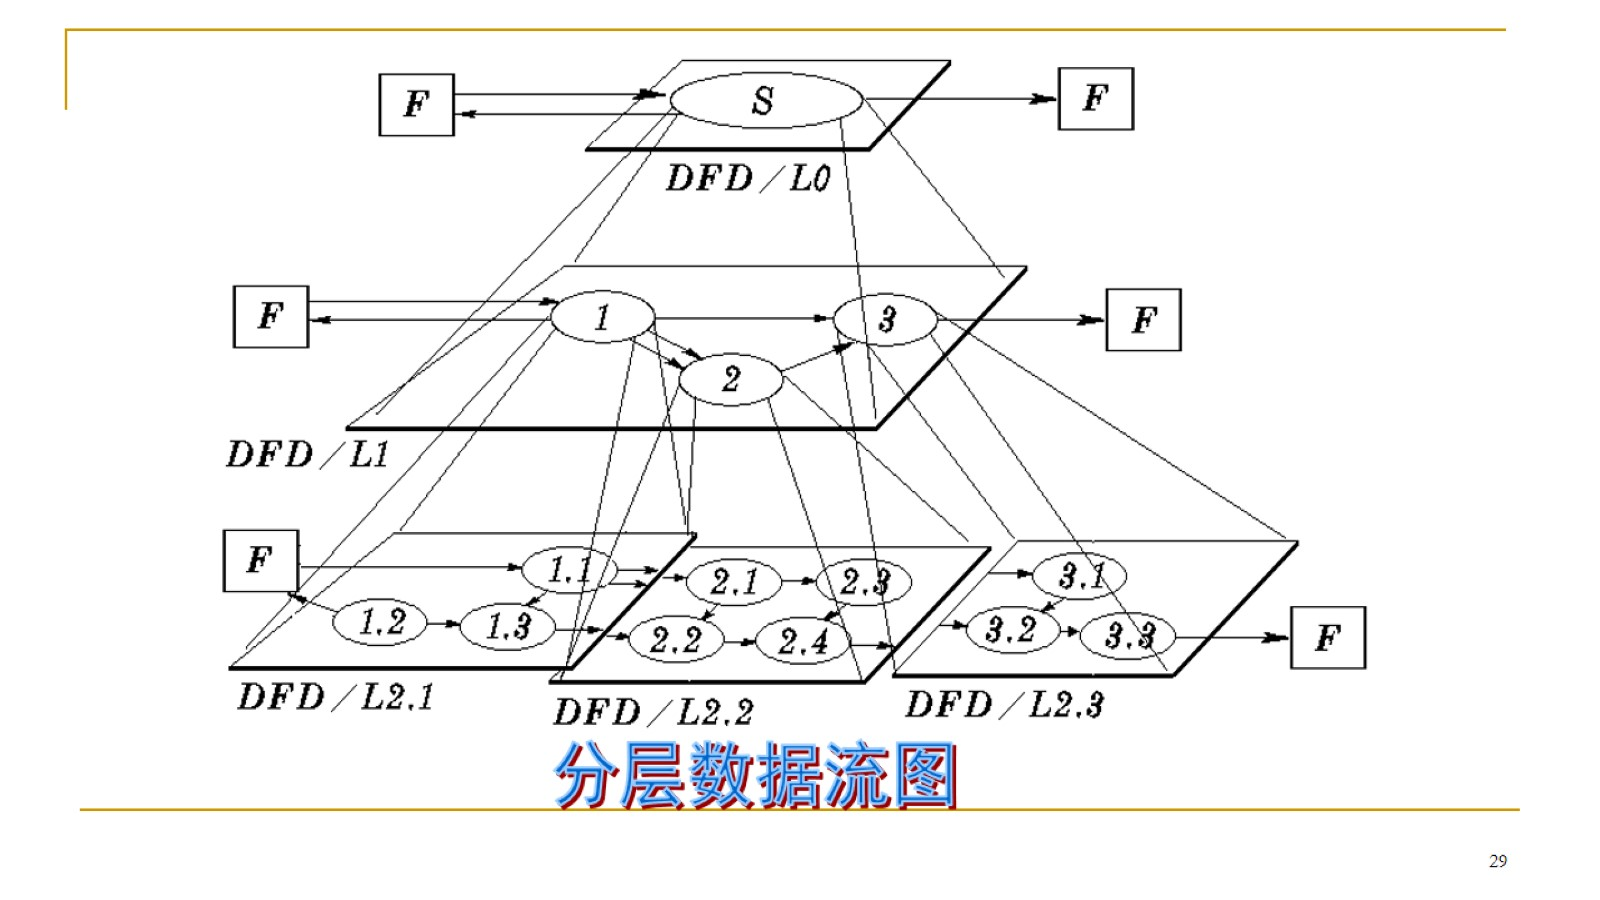 F S F
DFD/L0
F 1 3 F
2
DFD/L1
F 1.1 2.1 2.3 3.1
1.2 1.3 2.2 2.4 3.2 3.3 F
DFD/L2.1 DFD/L2.2 DFD/L2.3
分层数据流图
29